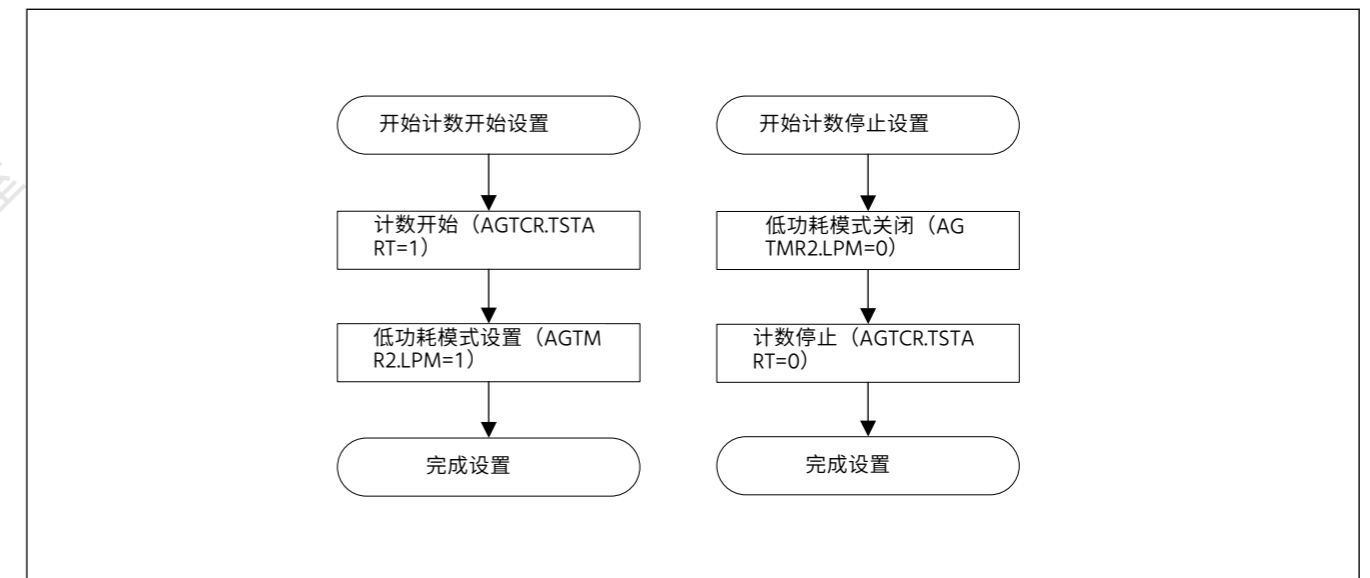 开始计数开始设置
计数开始（AGTCR.TSTA
RT=1）
低功耗模式设置（AGTM
R2.LPM=1）
完成设置
开始计数停止设置
低功耗模式关闭（AG
TMR2.LPM=0）
计数停止（AGTCR.TSTA
RT=0）
完成设置